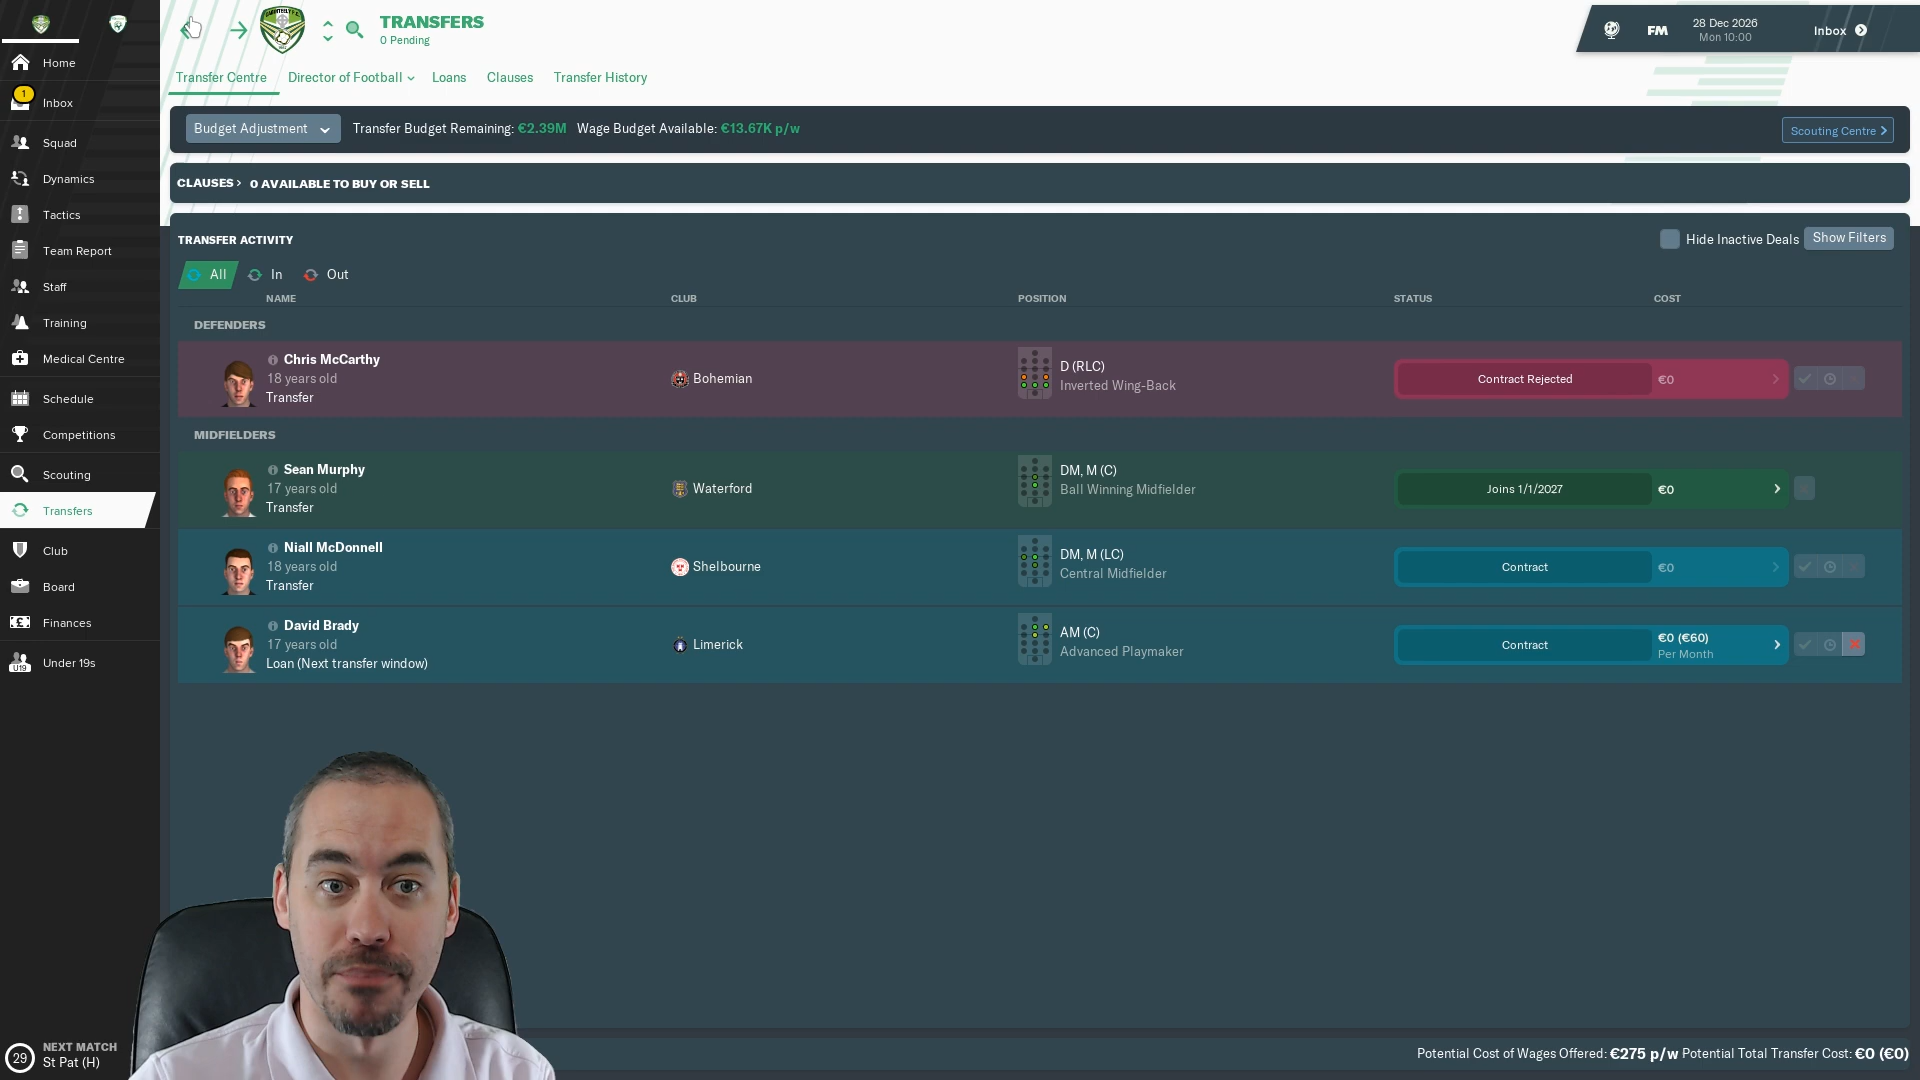 TRANSFERS
0 Pending
28 Dec 2026
Mon 10:00
FM
Inbox
Home
1
Inbox
Squad
Dynamics
Tactics
Team Report
Staff
Training
Medical Centre
Schedule
Competitions
Scouting
Transfers
Club
Board
Finances
U19
Under 19s
29
NEXT MATCH
St Pat (H)
Transfer Centre
Director of Football
Loans
Clauses
Transfer History
Budget Adjustment
Transfer Budget Remaining: €2.39M Wage Budget Available: €13.67K p/w
Scouting Centre
CLAUSES
0 AVAILABLE TO BUY OR SELL
TRANSFER ACTIVITY
Hide Inactive Deals
Show Filters
All
In
Out
NAME
CLUB
POSITION
STATUS
COST
DEFENDERS
Chris McCarthy
18 years old
Transfer
Bohemian
D (RLC)
Inverted Wing-Back
Contract Rejected
€0
MIDFIELDERS
Sean Murphy
17 years old
Transfer
Waterford
DM, M (C)
Ball Winning Midfielder
Joins 1/1/2027
€0
Niall McDonnell
18 years old
Transfer
Shelbourne
DM, M (LC)
Central Midfielder
Contract
€0
David Brady
17 years old
Loan (Next transfer window)
Limerick
AM (C)
Advanced Playmaker
Contract
€0 (€60)
Per Month
Potential Cost of Wages Offered: €275 p/w Potential Total Transfer Cost: €0 (€0)